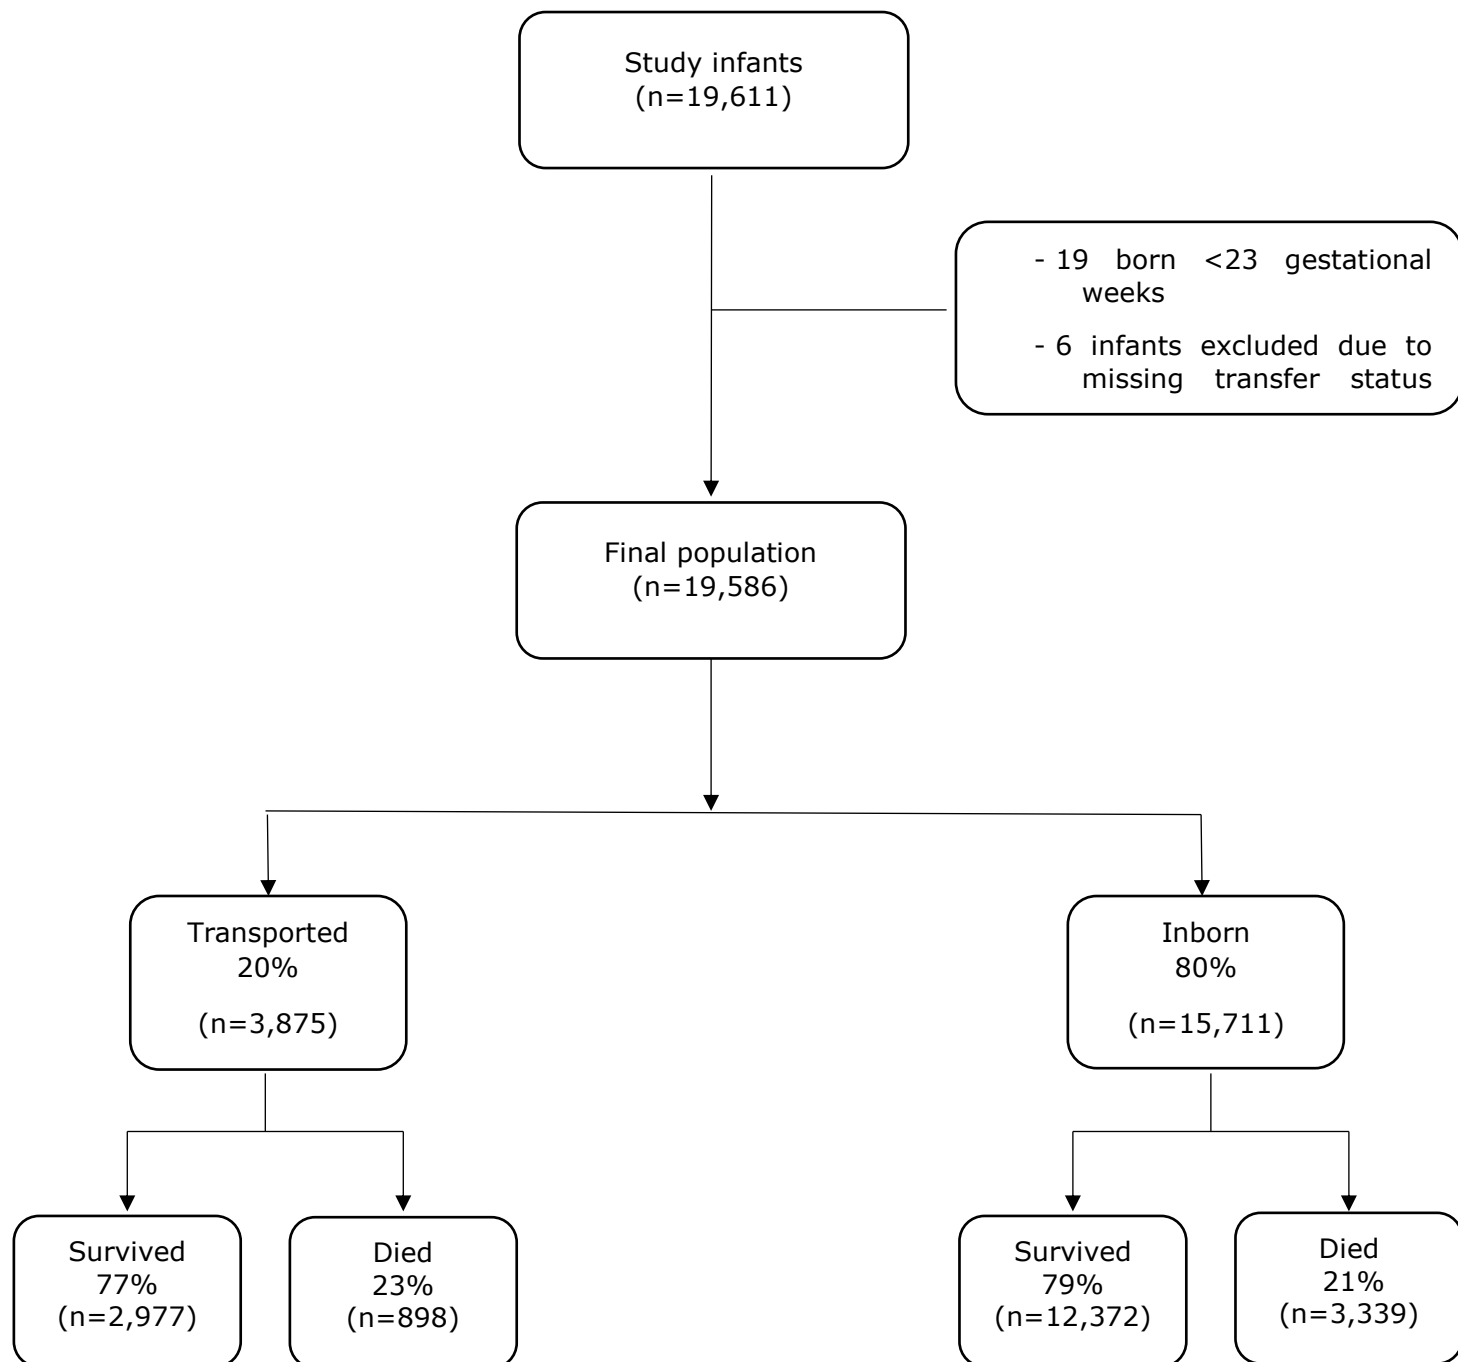 Study infants
(n=19,611)
- 19 born <23 gestational
weeks
- 6 infants excluded due to
missing transfer status
Final population
(n=19,586)
Transported
20%
(n=3,875)
Inborn
80%
(n=15,711)
Survived
77%
(n=2,977)
Died
23%
(n=898)
Survived
79%
(n=12,372)
Died
21%
(n=3,339)